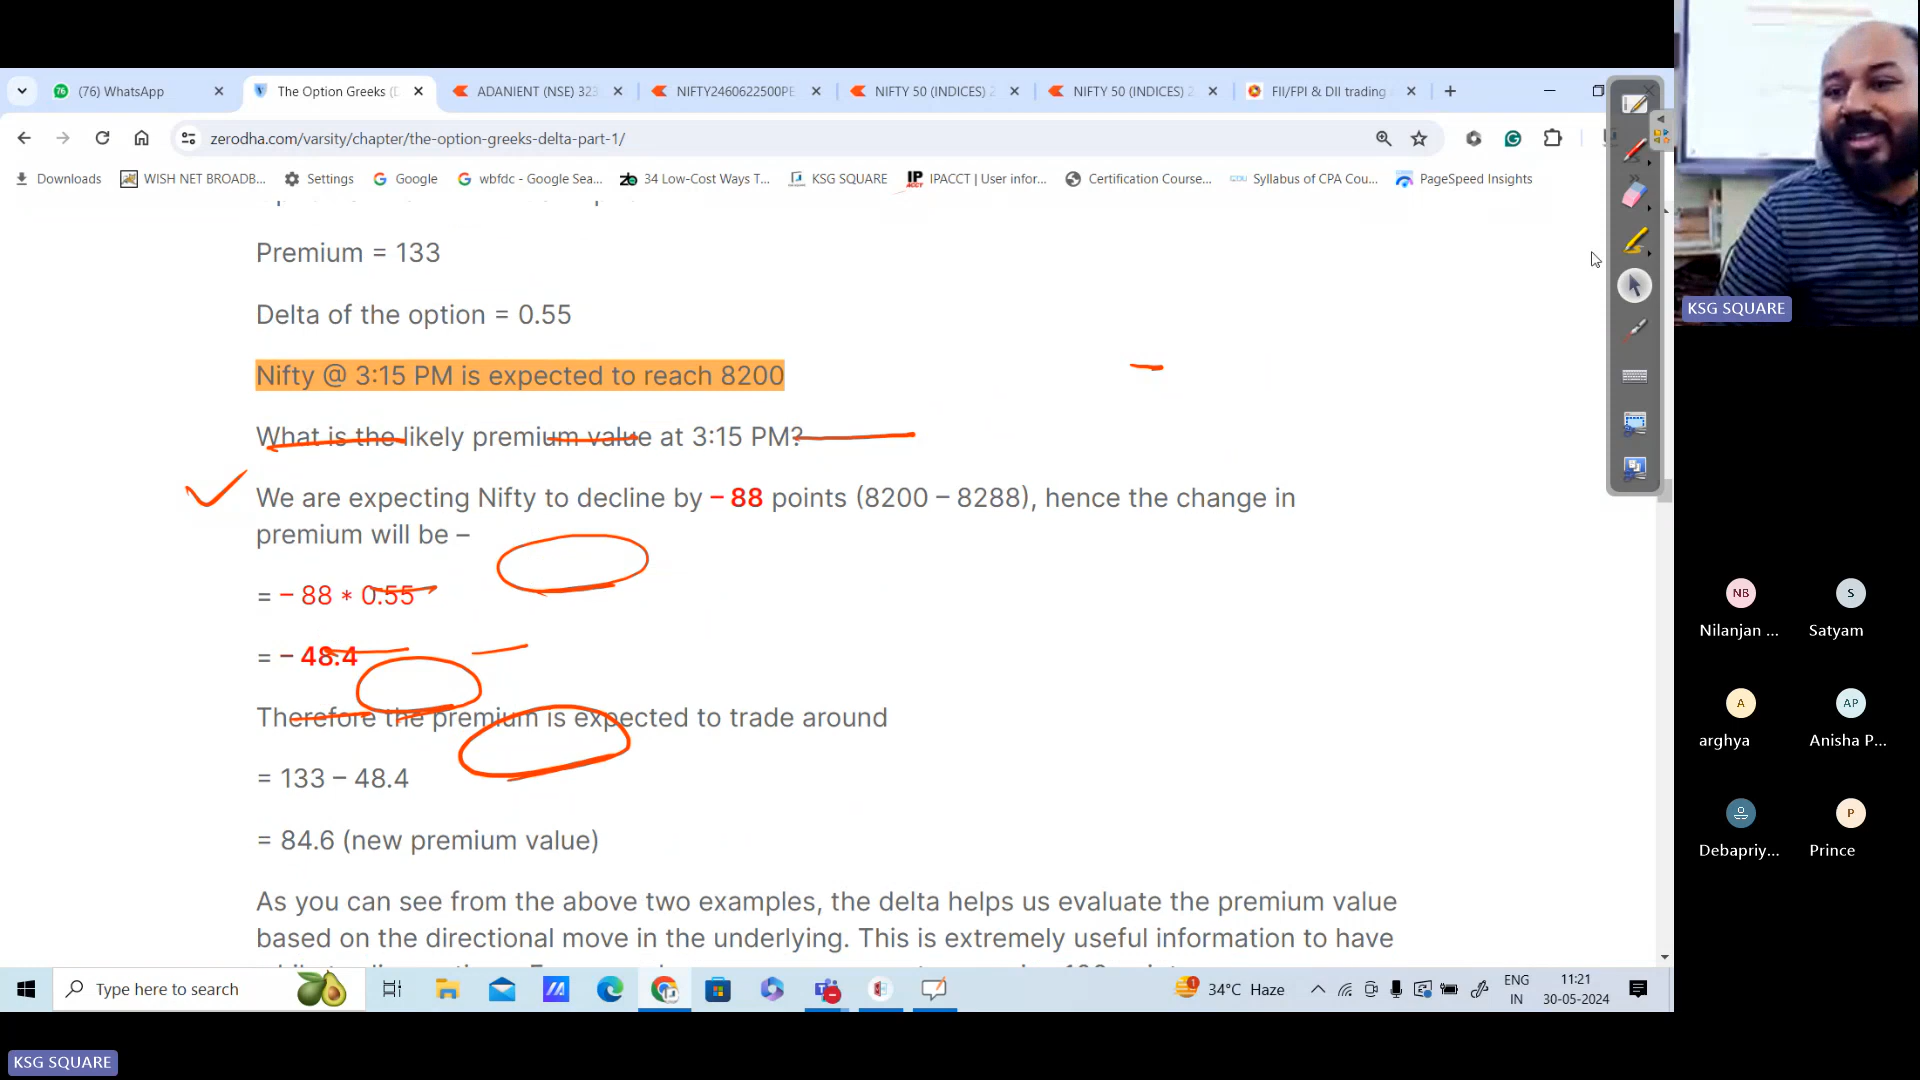 (76) WhatsApp
The Option Greeks (D
ADANIENT (NSE) 323
NIFTY2460622500PE
NIFTY 50 (INDICES) 2
NIFTY 50 (INDICES) 2
FII/FPI & DII trading
zerodha.com/varsity/chapter/the-option-greeks-delta-part-1/
Downloads
WISH NET BROADB...
Settings
Google
wbfdc - Google Sea...
34 Low-Cost Ways T...
KSG SQUARE
IPACCT | User infor...
Certification Course...
Syllabus of CPA Cou...
PageSpeed Insights
Premium = 133
Delta of the option = 0.55
Nifty @ 3:15 PM is expected to reach 8200
What is the likely premium value at 3:15 PM?
We are expecting Nifty to decline by – 88 points (8200 – 8288), hence the change in
premium will be –
= – 88 * 0.55
= – 48.4
Therefore the premium is expected to trade around
= 133 – 48.4
= 84.6 (new premium value)
As you can see from the above two examples, the delta helps us evaluate the premium value
based on the directional move in the underlying. This is extremely useful information to have
Type here to search
34°C Haze
ENG
IN
11:21
30-05-2024
KSG SQUARE
NB
Nilanjan ...
S
Satyam
A
arghya
AP
Anisha P...
Debapriy...
P
Prince
KSG SQUARE